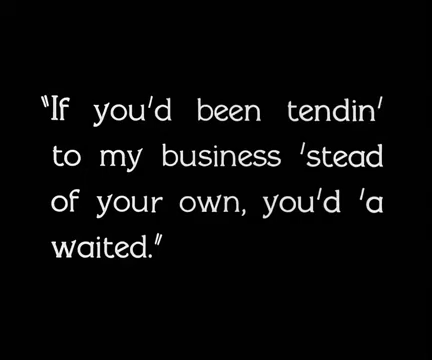 "If you'd been tendin'
to my business 'stead
of your own, you'd 'a
waited."